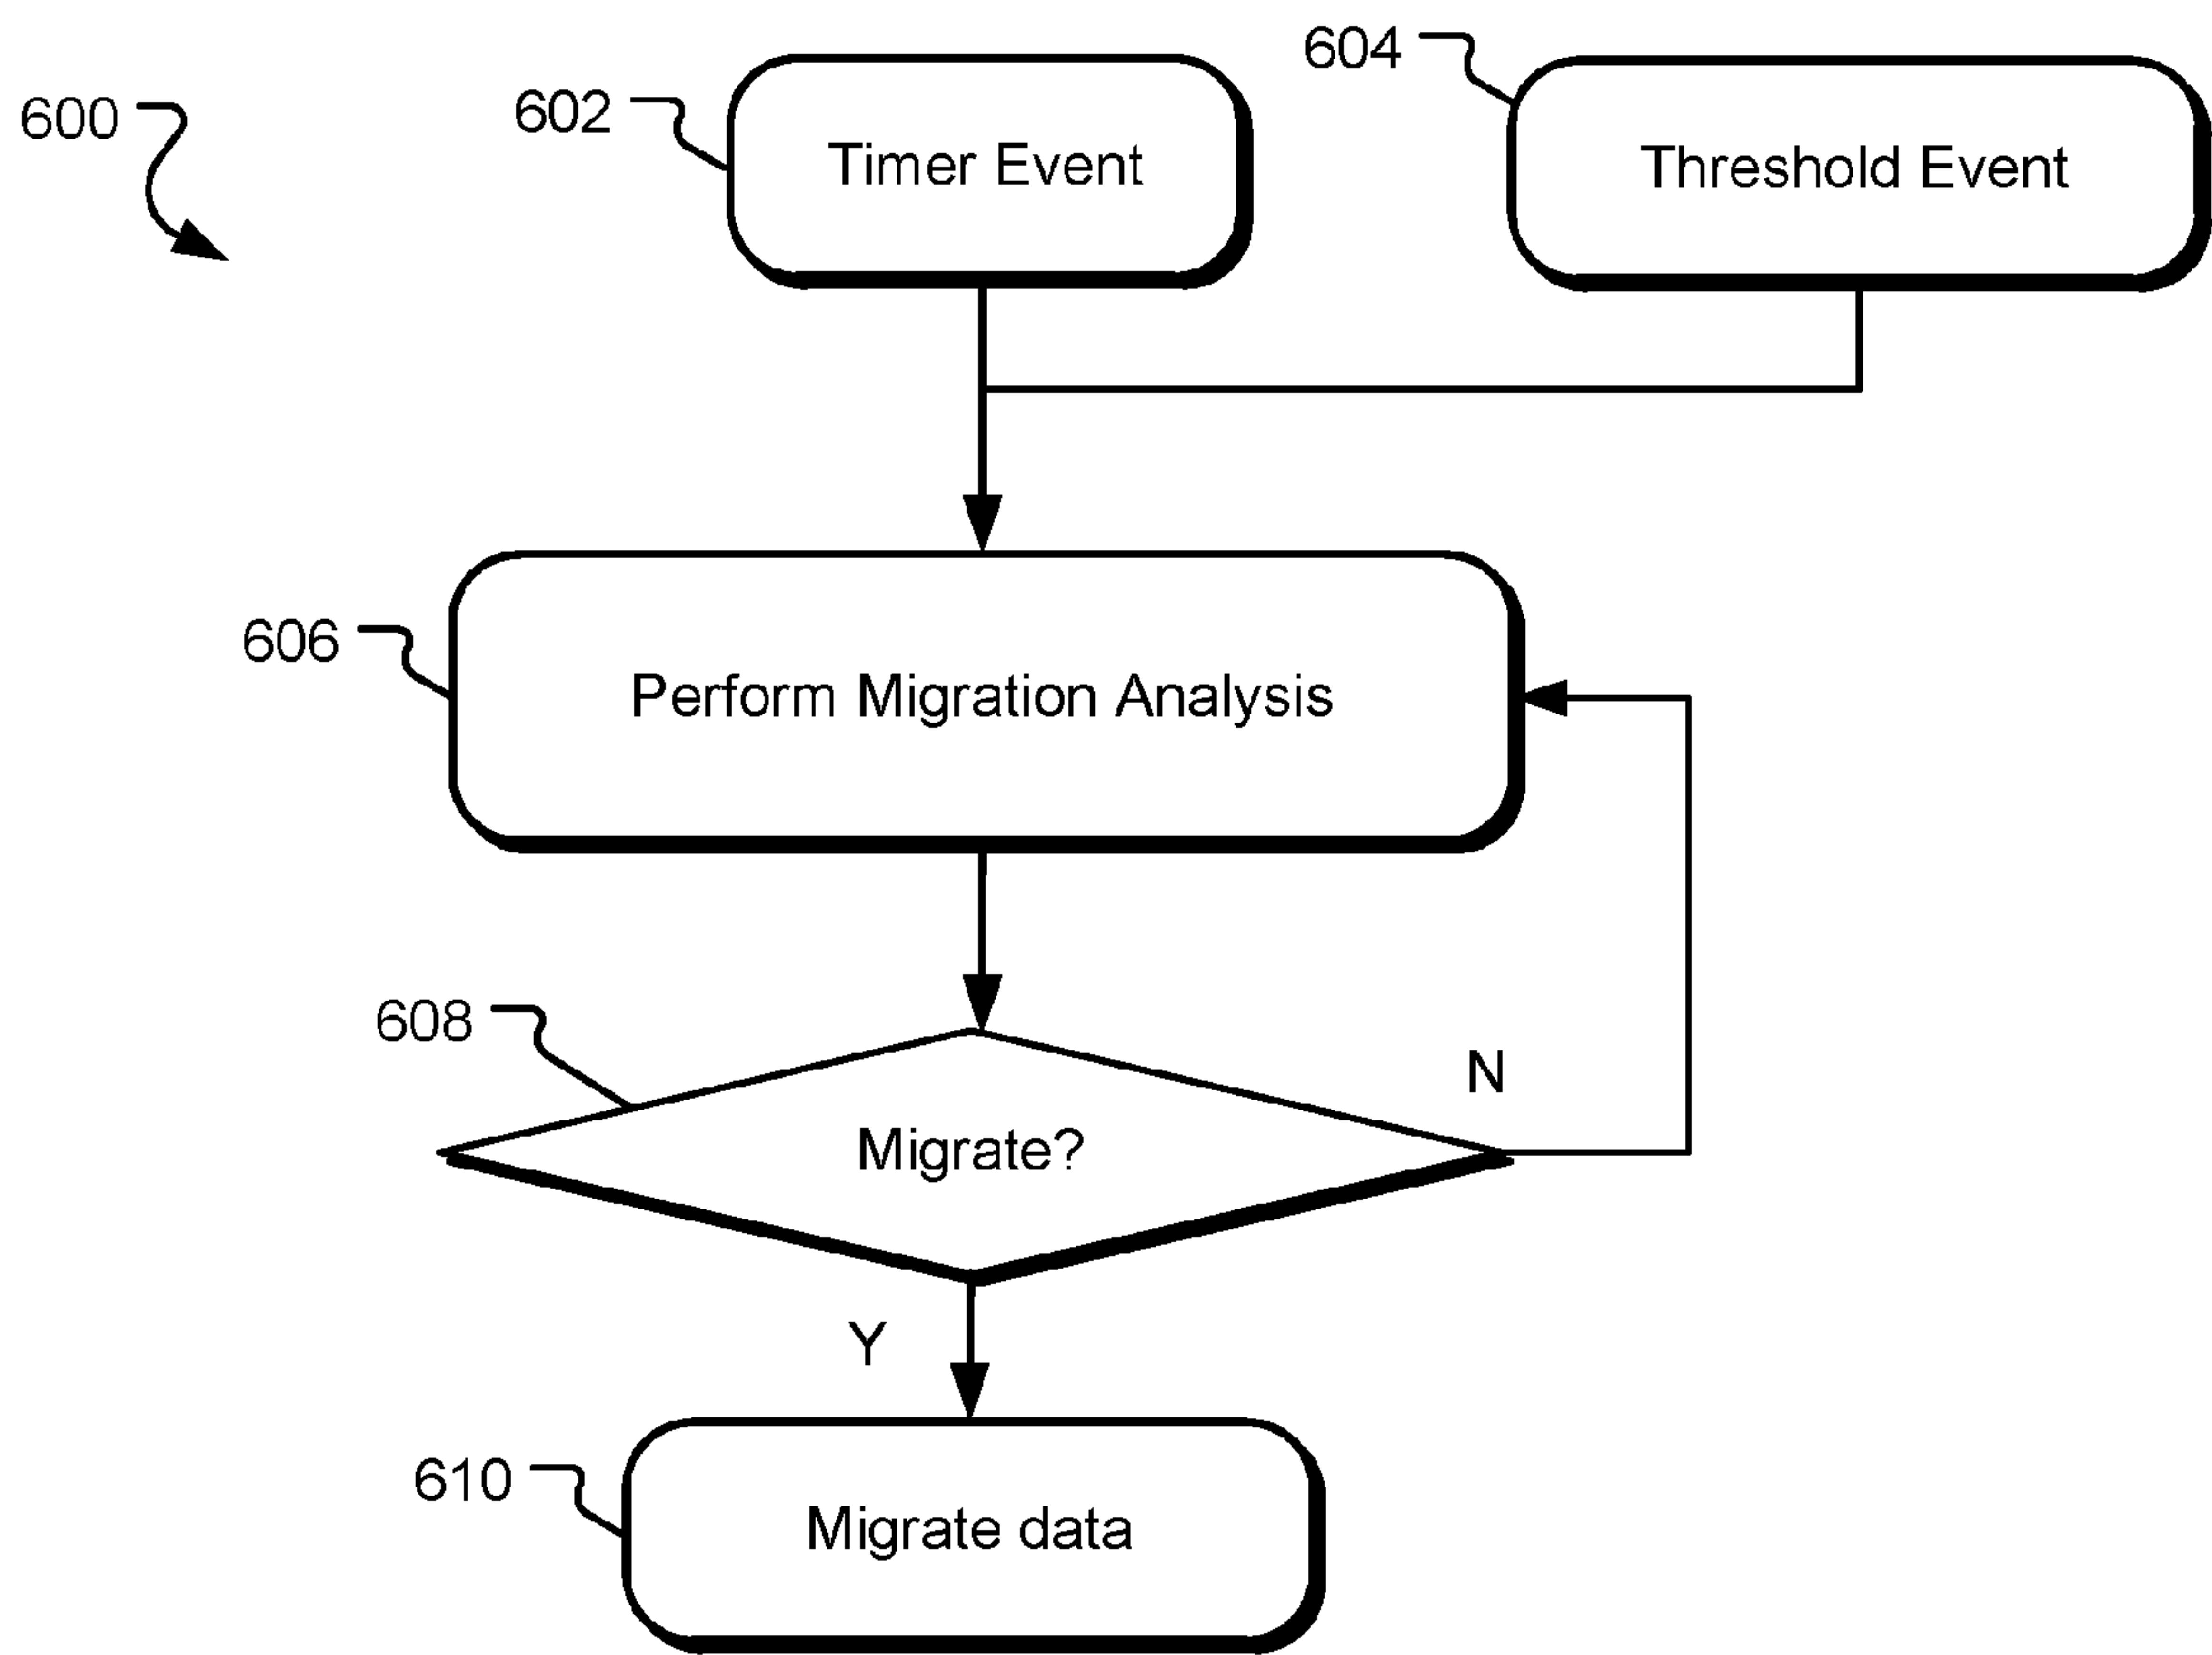 600
602
Timer Event
604
Threshold Event
606
Perform Migration Analysis
608
Migrate?
N
Y
610
Migrate data